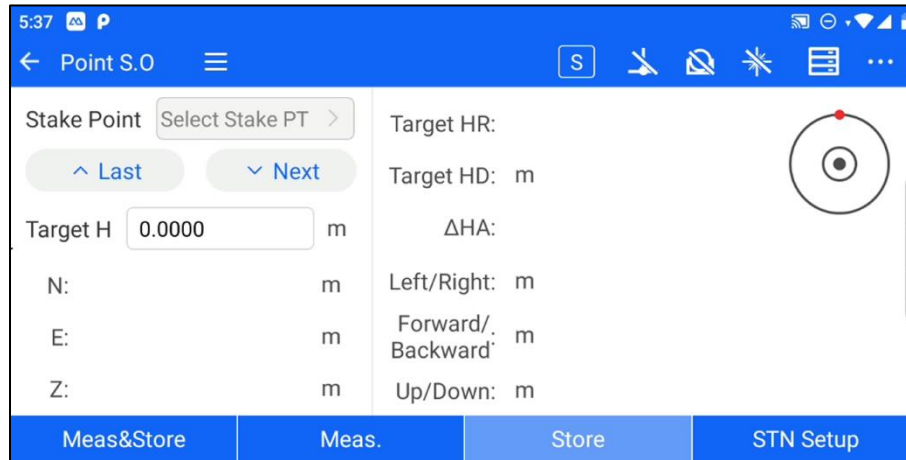 5:37
Point S.O
S
Stake Point Select Stake PT >
Last Next
Target H 0.0000 m
N: m
E: m
Z: m
Target HR:
Target HD: m
ΔHA:
Left/Right: m
Forward/
Backward: m
Up/Down: m
Meas&Store Meas. Store STN Setup